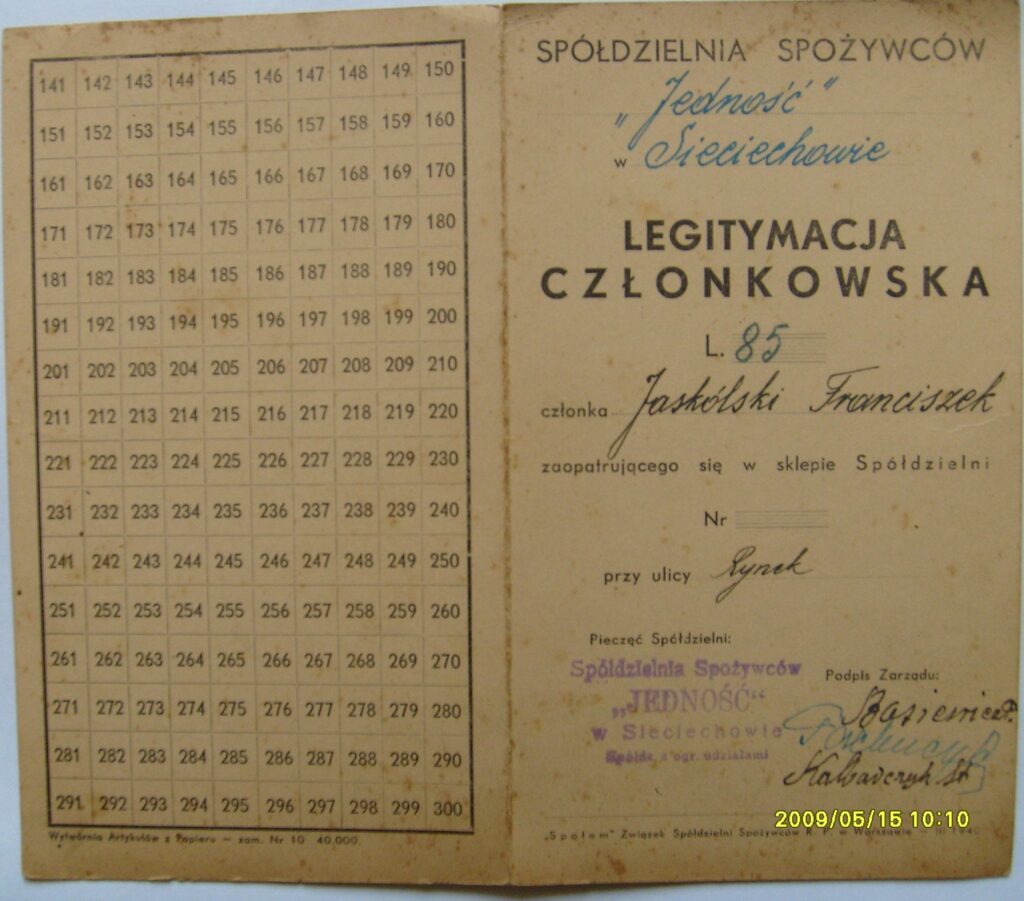 141 142 143 144 145 146 147 148 149 150
151 152 153 154 155 156 157 158 159 160
161 162 163 164 165 166 167 168 169 170
171 172 173 174 175 176 177 178 179 180
181 182 183 184 185 186 187 188 189 190
191 192 193 194 195 196 197 198 199 200
201 202 203 204 205 206 207 208 209 210
211 212 213 214 215 216 217 218 219 220
221 222 223 224 225 226 227 228 229 230
231 232 233 234 235 236 237 238 239 240
241 242 243 244 245 246 247 248 249 250
251 252 253 254 255 256 257 258 259 260
261 262 263 264 265 266 267 268 269 270
271 272 273 274 275 276 277 278 279 280
281 282 283 284 285 286 287 288 289 290
291 292 293 294 295 296 297 298 299 300
Wytwórnia Artykułów z Papieru – zam. Nr 10 40.000.
SPÓŁDZIELNIA SPOŻYWCÓW
„Jedność"
w Sieciechowie
LEGITYMACJA
CZŁONKOWSKA
L. 85
członka Jaskólski Franciszek
zaopatrującego się w sklepie Spółdzielni
Nr
przy ulicy Rynek
Pieczęć Spółdzielni:
Spółdzielnia Spożywców
„JEDNOŚĆ"
w Sieciechowie
Spółdz. z ogr. udziałami
Podpis Zarządu:
„Społem" Związek Spółdzielni Spożywców R. P. w Warszawie –
2009/05/15 10:10